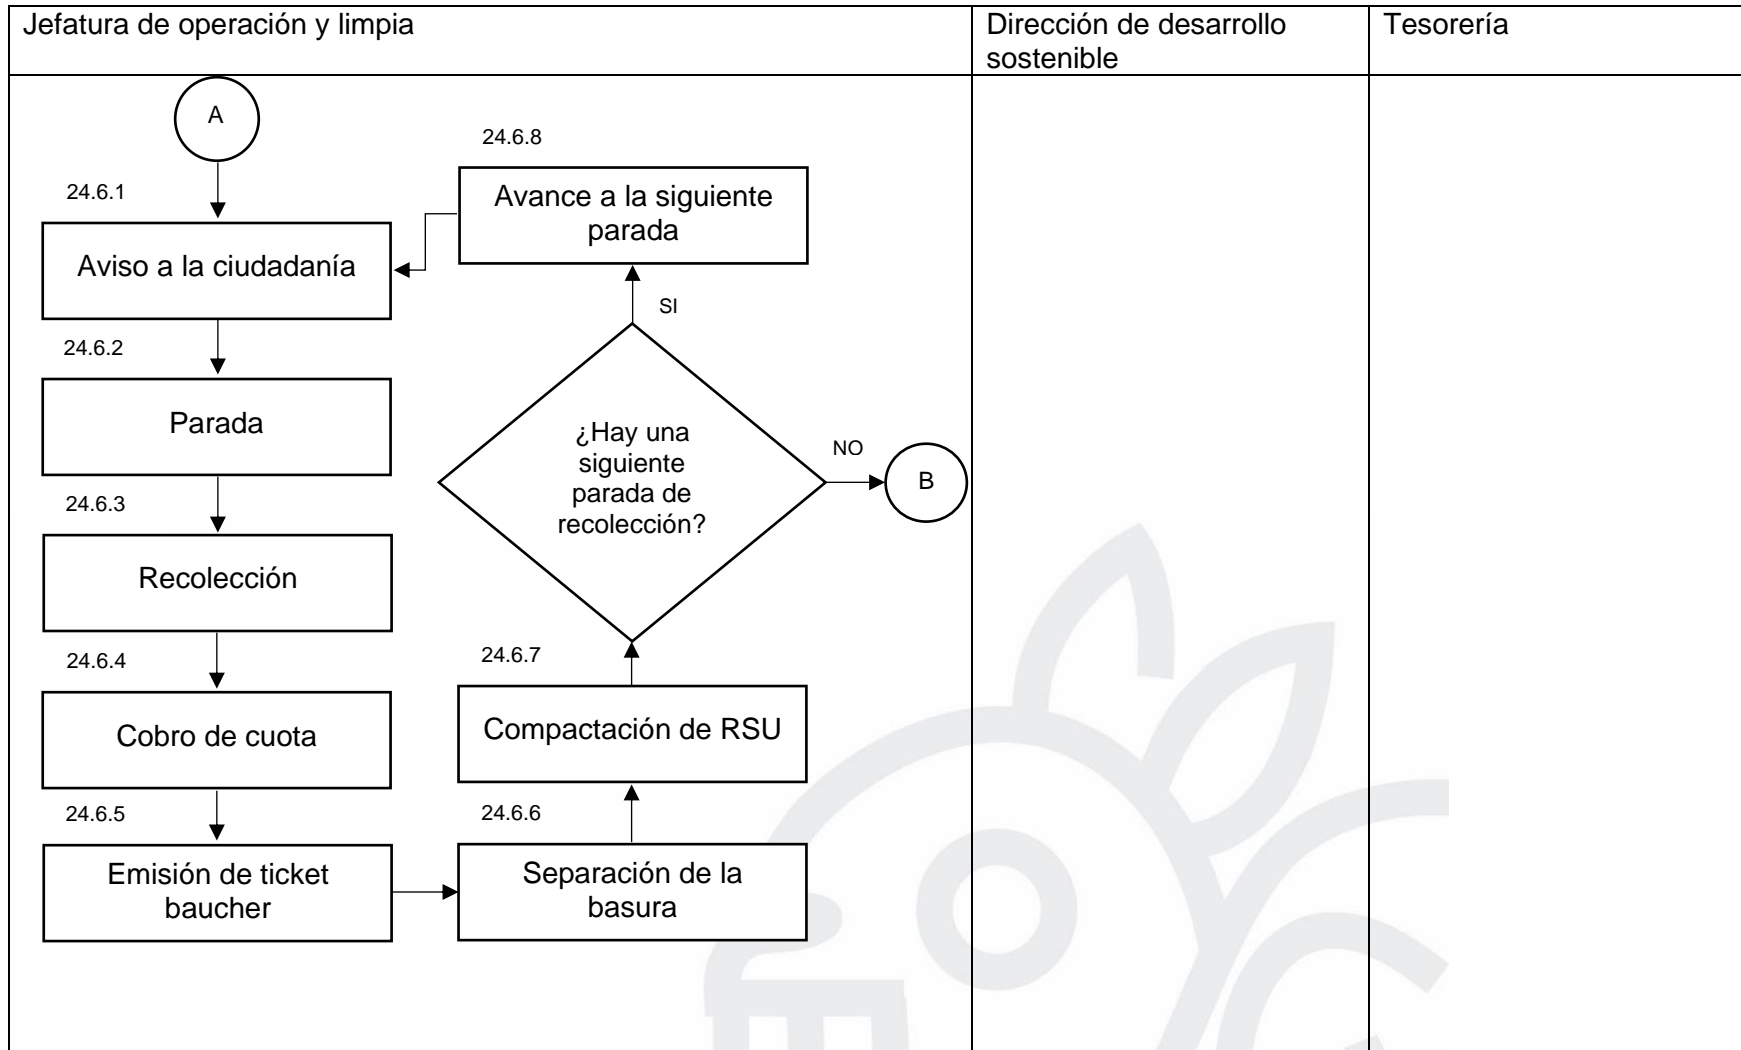 Jefatura de operación y limpia
Dirección de desarrollo
sostenible
Tesorería
A
24.6.1
Aviso a la ciudadanía
24.6.2
Parada
24.6.3
Recolección
24.6.4
Cobro de cuota
24.6.5
Emisión de ticket
baucher
24.6.6
Separación de la
basura
24.6.7
Compactación de RSU
¿Hay una
siguiente
parada de
recolección?
SI
24.6.8
Avance a la siguiente
parada
NO
B